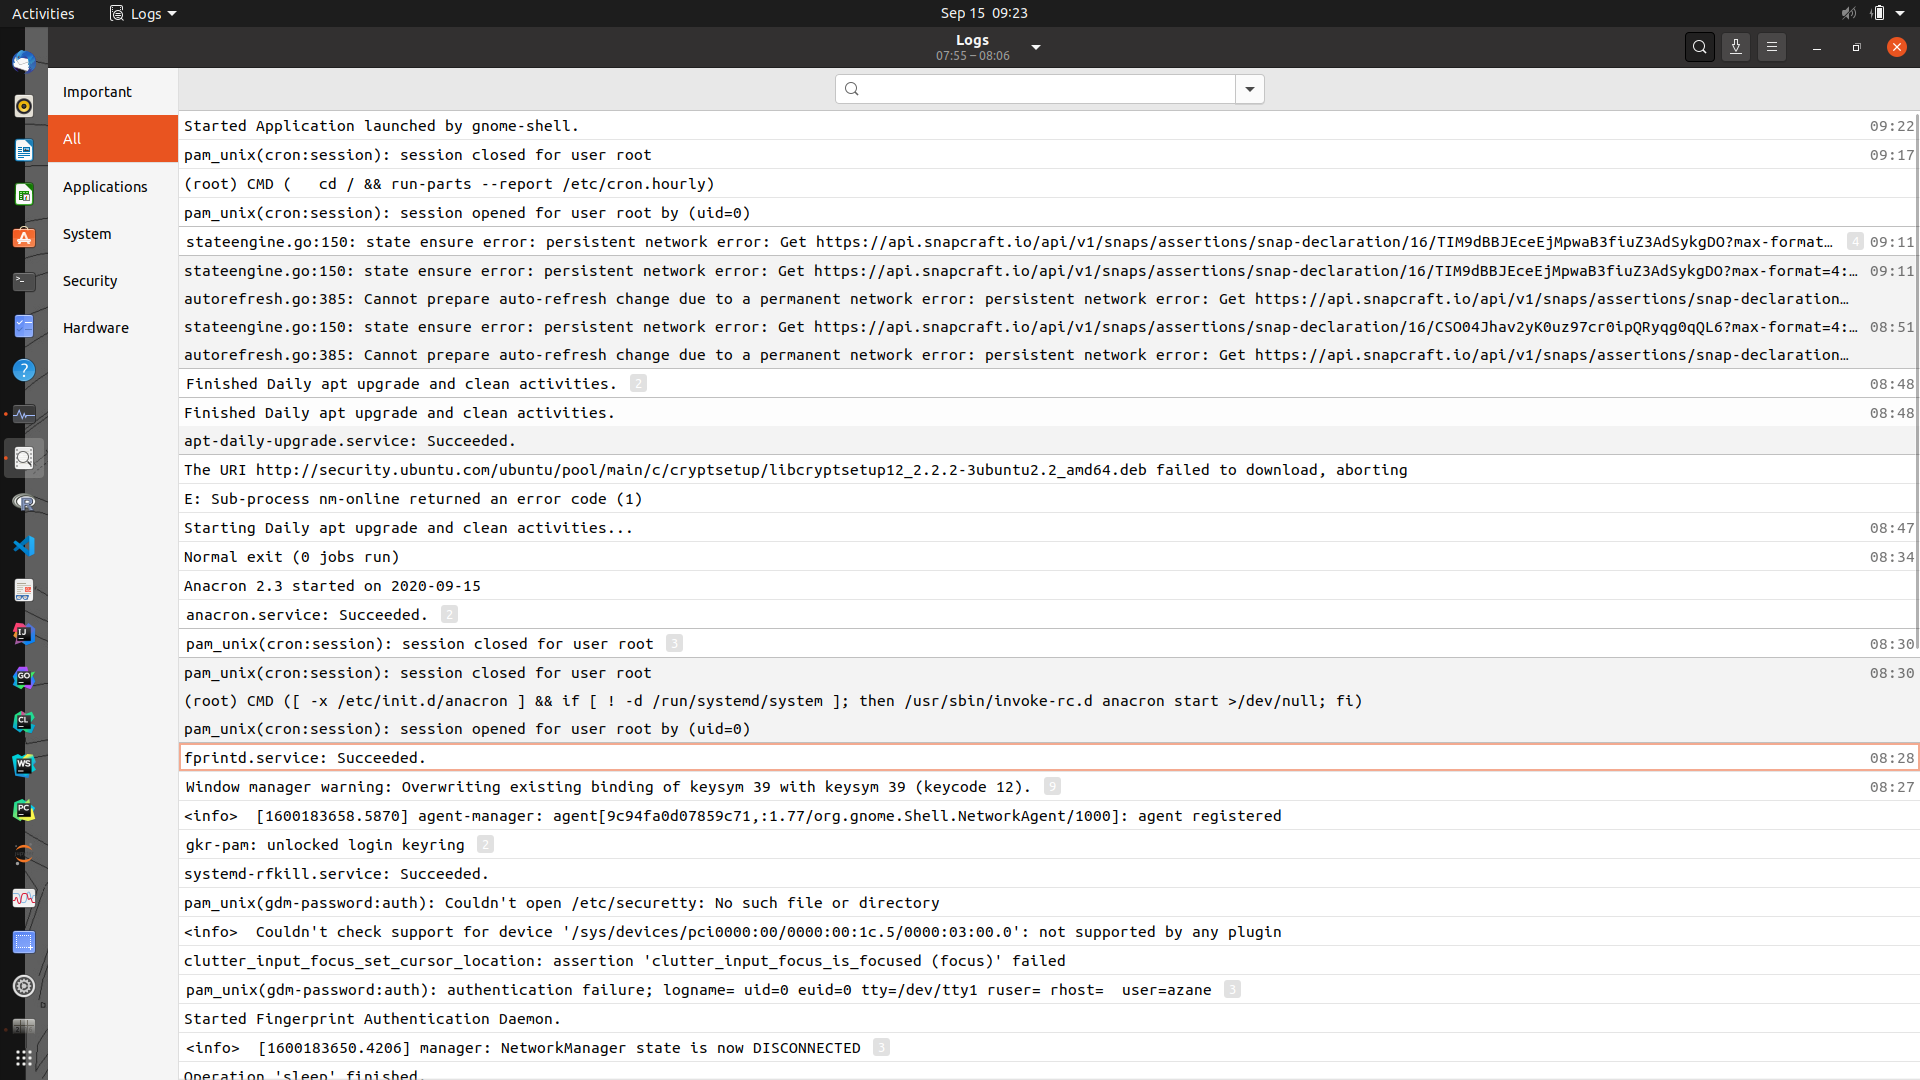 Activities
Logs
Sep 15 09:23
Logs
07:55 – 08:06
Important
All
Applications
System
Security
Hardware
Started Application launched by gnome-shell. 09:22
pam_unix(cron:session): session closed for user root 09:17
(root) CMD (   cd / && run-parts --report /etc/cron.hourly)
pam_unix(cron:session): session opened for user root by (uid=0)
stateengine.go:150: state ensure error: persistent network error: Get https://api.snapcraft.io/api/v1/snaps/assertions/snap-declaration/16/TIM9dBBJEceEjMpwaB3fiuZ3AdSykgDO?max-format… 4 09:11
stateengine.go:150: state ensure error: persistent network error: Get https://api.snapcraft.io/api/v1/snaps/assertions/snap-declaration/16/TIM9dBBJEceEjMpwaB3fiuZ3AdSykgDO?max-format=4:… 09:11
autorefresh.go:385: Cannot prepare auto-refresh change due to a permanent network error: persistent network error: Get https://api.snapcraft.io/api/v1/snaps/assertions/snap-declaration…
stateengine.go:150: state ensure error: persistent network error: Get https://api.snapcraft.io/api/v1/snaps/assertions/snap-declaration/16/CSO04Jhav2yK0uz97cr0ipQRyqg0qQL6?max-format=4:… 08:51
autorefresh.go:385: Cannot prepare auto-refresh change due to a permanent network error: persistent network error: Get https://api.snapcraft.io/api/v1/snaps/assertions/snap-declaration…
Finished Daily apt upgrade and clean activities. 2 08:48
Finished Daily apt upgrade and clean activities. 08:48
apt-daily-upgrade.service: Succeeded.
The URI http://security.ubuntu.com/ubuntu/pool/main/c/cryptsetup/libcryptsetup12_2.2.2-3ubuntu2.2_amd64.deb failed to download, aborting
E: Sub-process nm-online returned an error code (1)
Starting Daily apt upgrade and clean activities... 08:47
Normal exit (0 jobs run) 08:34
Anacron 2.3 started on 2020-09-15
anacron.service: Succeeded. 2
pam_unix(cron:session): session closed for user root 3 08:30
pam_unix(cron:session): session closed for user root 08:30
(root) CMD ([ -x /etc/init.d/anacron ] && if [ ! -d /run/systemd/system ]; then /usr/sbin/invoke-rc.d anacron start >/dev/null; fi)
pam_unix(cron:session): session opened for user root by (uid=0)
fprintd.service: Succeeded. 08:28
Window manager warning: Overwriting existing binding of keysym 39 with keysym 39 (keycode 12). 9 08:27
<info>  [1600183658.5870] agent-manager: agent[9c94fa0d07859c71,:1.77/org.gnome.Shell.NetworkAgent/1000]: agent registered
gkr-pam: unlocked login keyring 2
systemd-rfkill.service: Succeeded.
pam_unix(gdm-password:auth): Couldn't open /etc/securetty: No such file or directory
<info>  Couldn't check support for device '/sys/devices/pci0000:00/0000:00:1c.5/0000:03:00.0': not supported by any plugin
clutter_input_focus_set_cursor_location: assertion 'clutter_input_focus_is_focused (focus)' failed
pam_unix(gdm-password:auth): authentication failure; logname= uid=0 euid=0 tty=/dev/tty1 ruser= rhost=  user=azane 3
Started Fingerprint Authentication Daemon.
<info>  [1600183650.4206] manager: NetworkManager state is now DISCONNECTED 3
Operation 'sleep' finished.
IJ
GO
CL
WS
PC